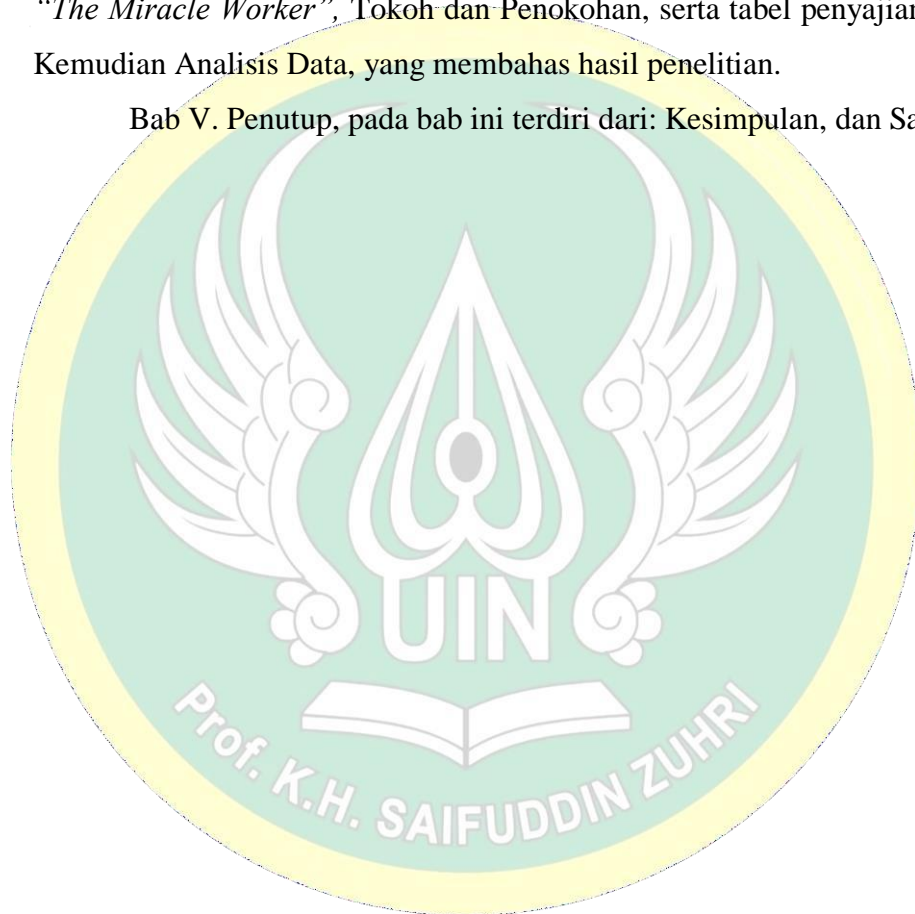 “The Miracle Worker”, Tokoh dan Penokohan, serta tabel penyajian
Kemudian Analisis Data, yang membahas hasil penelitian.
Bab V. Penutup, pada bab ini terdiri dari: Kesimpulan, dan
UIN
Prof. K.H. SAIFUDDIN ZUHRI